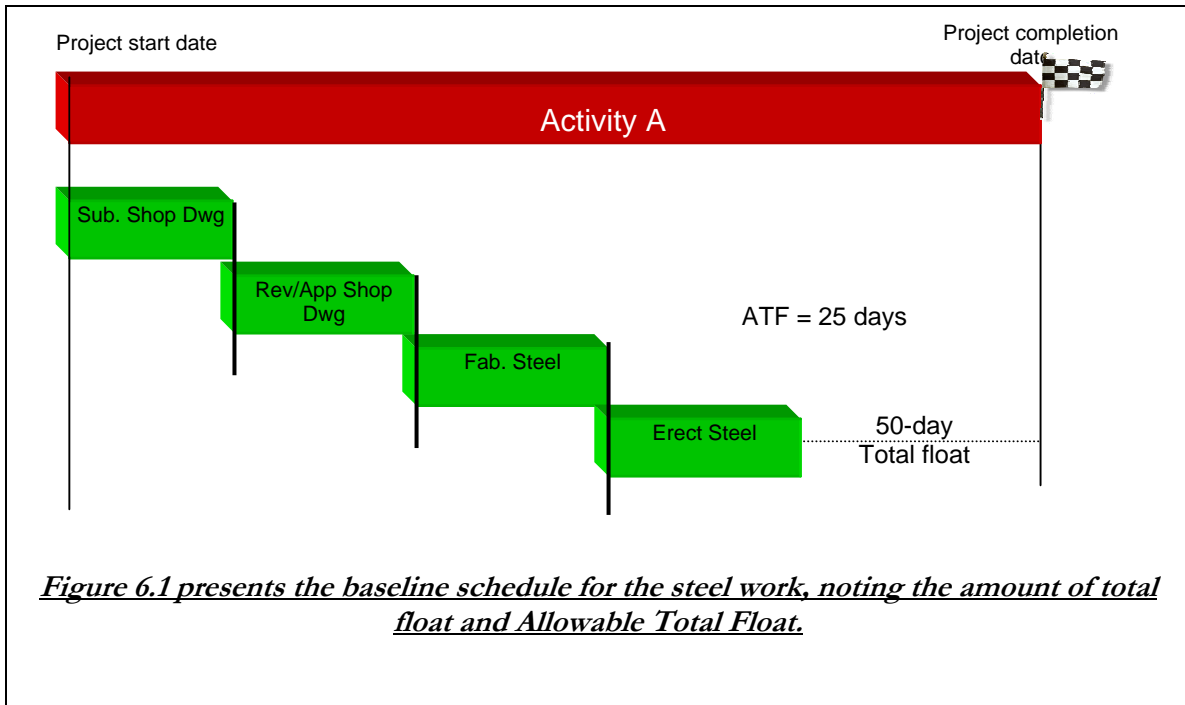 Project start date
Project completion
date
Activity A
Sub. Shop Dwg
Rev/App Shop
Dwg
ATF = 25 days
Fab. Steel
Erect Steel
50-day
Total float
Figure 6.1 presents the baseline schedule for the steel work, noting the amount of total
float and Allowable Total Float.